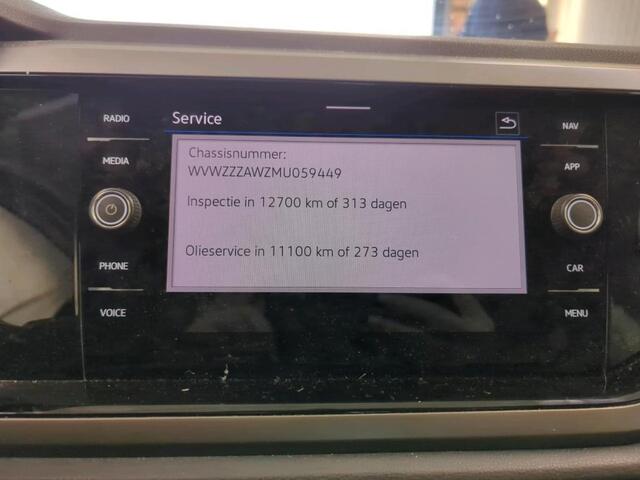 RADIO
MEDIA
PHONE
VOICE
Service
Chassisnummer:
WVWZZZAWZMU059449
Inspectie in 12700 km of 313 dagen
Olieservice in 11100 km of 273 dagen
NAV
APP
CAR
MENU